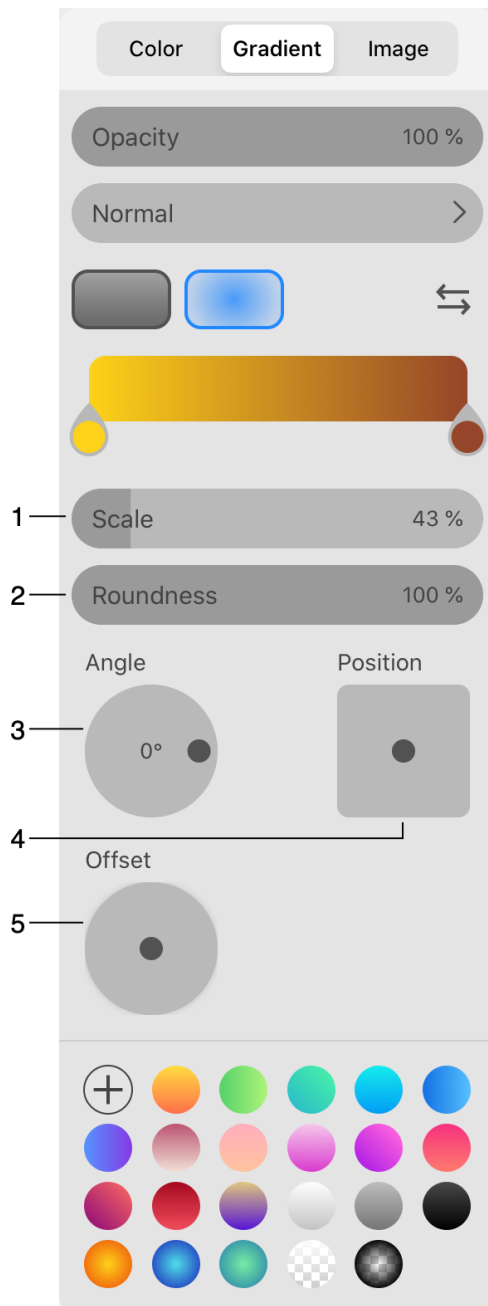 Color Gradient Image
Opacity 100 %
Normal
1 Scale 43 %
2 Roundness 100 %
Angle Position
3 0°
4
Offset
5